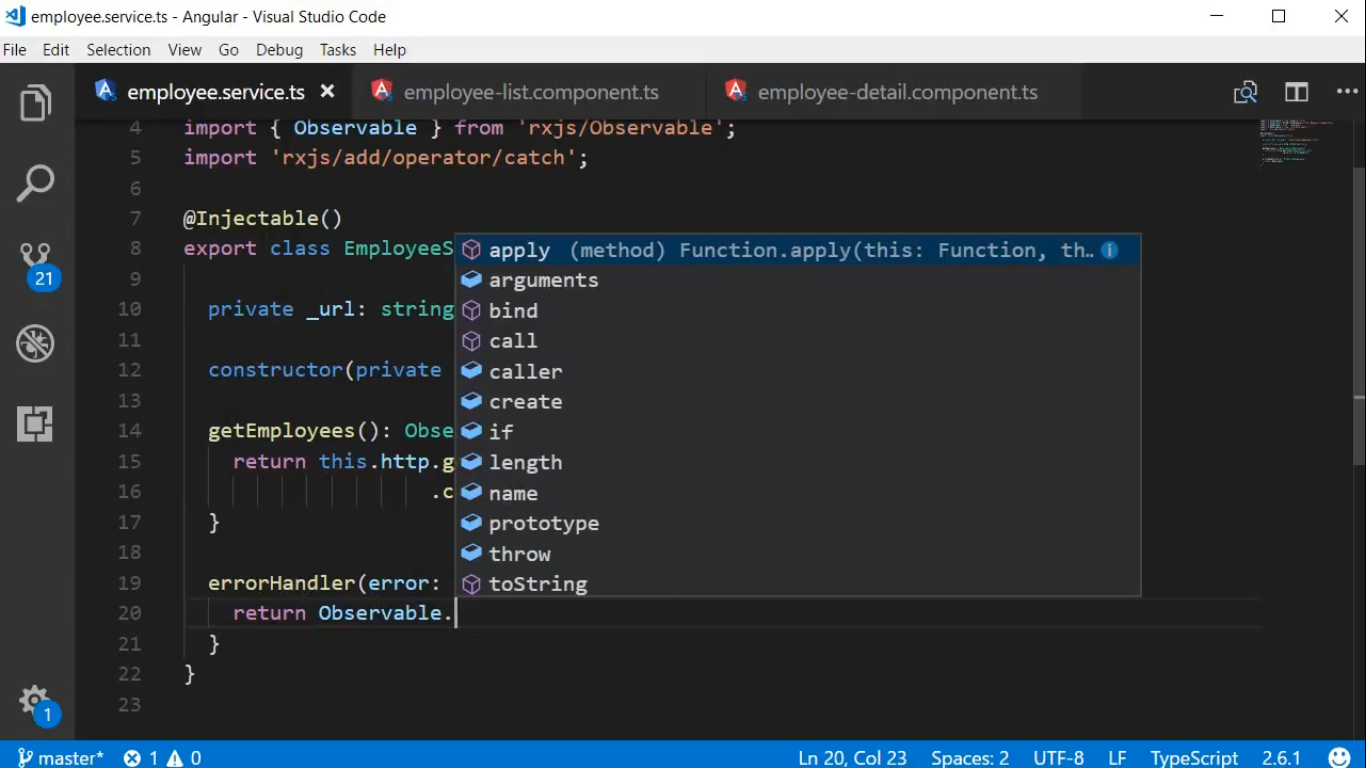 employee.service.ts - Angular - Visual Studio Code
File Edit Selection View Go Debug Tasks Help
employee.service.ts employee-list.component.ts employee-detail.component.ts
4 import { Observable } from 'rxjs/Observable';
5 import 'rxjs/add/operator/catch';
6
7 @Injectable()
8 export class EmployeeS
9
10 private _url: string
11
12 constructor(private
13
14 getEmployees(): Obse
15 return this.http.g
16 .c
17 }
18
19 errorHandler(error:
20 return Observable.
21 }
22 }
23
apply (method) Function.apply(this: Function, th..
arguments
bind
call
caller
create
if
length
name
prototype
throw
toString
21
1
master* 1 0 Ln 20, Col 23 Spaces: 2 UTF-8 LF TypeScript 2.6.1